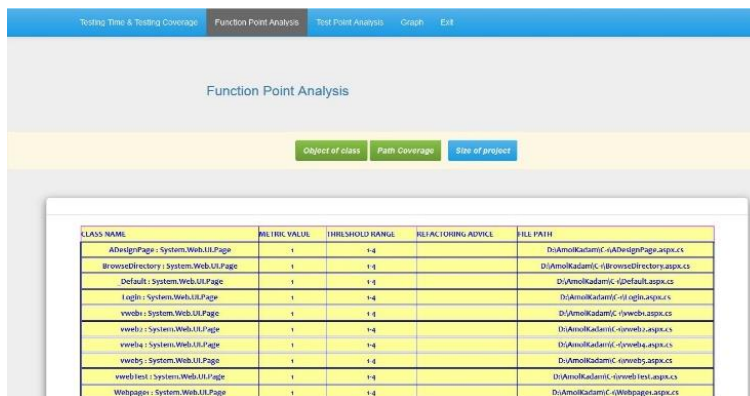 Testing Time & Testing Coverage Function Point Analysis Test Point Analysis Graph Exit
Function Point Analysis
Object of class Path Coverage Size of project
CLASS NAME METRIC VALUE THRESHOLD RANGE REFACTORING ADVICE FILE PATH
ADesignPage : System.Web.UI.Page 1 1-4 D:\AmolKadam\C-1\ADesignPage.aspx.cs
BrowseDirectory : System.Web.UI.Page 1 1-4 D:\AmolKadam\C-1\BrowseDirectory.aspx.cs
_Default : System.Web.UI.Page 1 1-4 D:\AmolKadam\C-1\Default.aspx.cs
Login : System.Web.UI.Page 1 1-4 D:\AmolKadam\C-1\Login.aspx.cs
vweb1 : System.Web.UI.Page 1 1-4 D:\AmolKadam\C-1\vweb1.aspx.cs
vweb2 : System.Web.UI.Page 1 1-4 D:\AmolKadam\C-1\vweb2.aspx.cs
vweb4 : System.Web.UI.Page 1 1-4 D:\AmolKadam\C-1\vweb4.aspx.cs
vweb5 : System.Web.UI.Page 1 1-4 D:\AmolKadam\C-1\vweb5.aspx.cs
vwebTest : System.Web.UI.Page 1 1-4 D:\AmolKadam\C-1\vwebTest.aspx.cs
Webpage1 : System.Web.UI.Page 1 1-4 D:\AmolKadam\C-1\Webpage1.aspx.cs